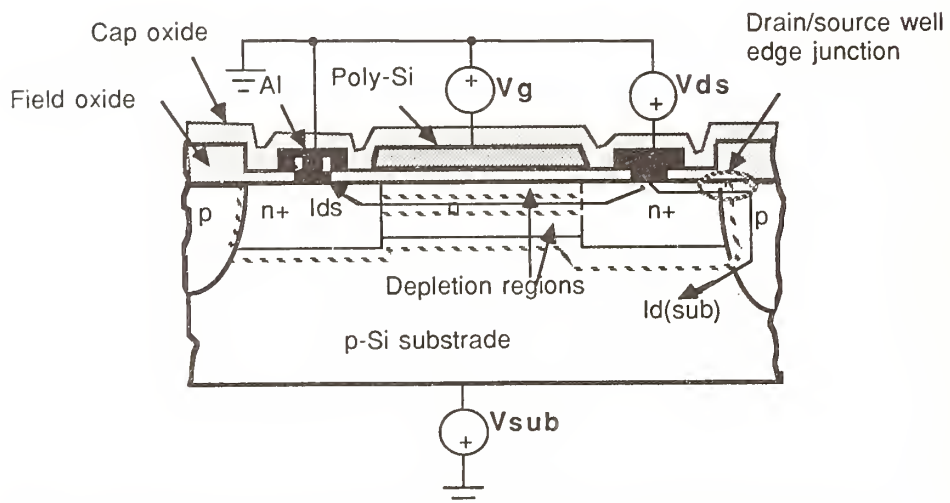 Cap oxide
Drain/source well
edge junction
Field oxide
Al
Poly-Si
+
Vg
Vds
+
p
n+
Ids
n
n+
p
Depletion regions
Id(sub)
p-Si substrade
Vsub
+